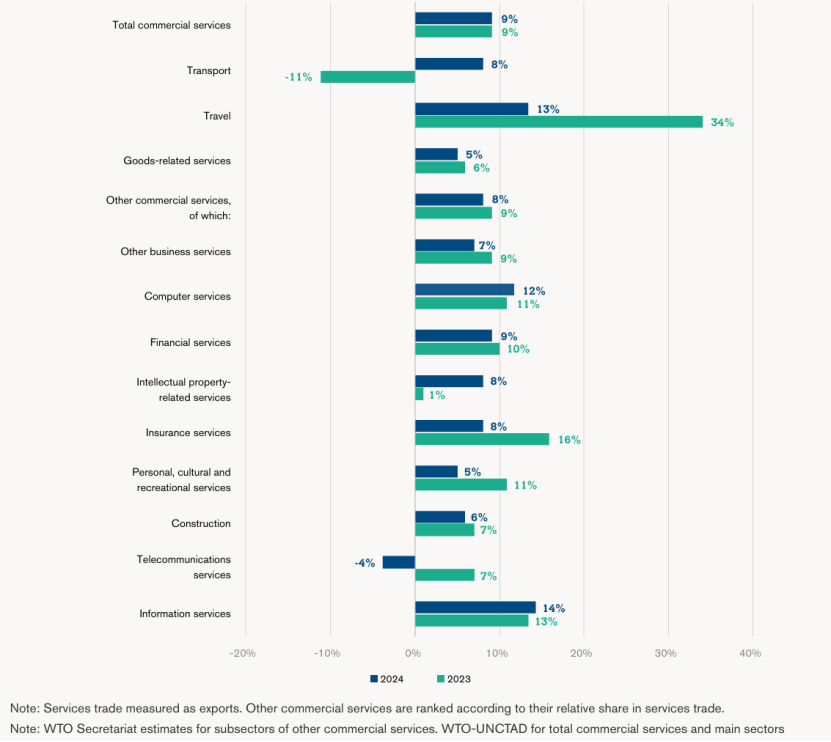 Total commercial services
9%
9%
Transport
8%
-11%
Travel
13%
34%
Goods-related services
5%
6%
Other commercial services,
of which:
8%
9%
Other business services
7%
9%
Computer services
12%
11%
Financial services
9%
10%
Intellectual property-
related services
8%
1%
Insurance services
8%
16%
Personal, cultural and
recreational services
5%
11%
Construction
6%
7%
Telecommunications
services
-4%
7%
Information services
14%
13%
-20% -10% 0% 10% 20% 30% 40%
2024 2023
Note: Services trade measured as exports. Other commercial services are ranked according to their relative share in services trade.
Note: WTO Secretariat estimates for subsectors of other commercial services. WTO-UNCTAD for total commercial services and main sectors